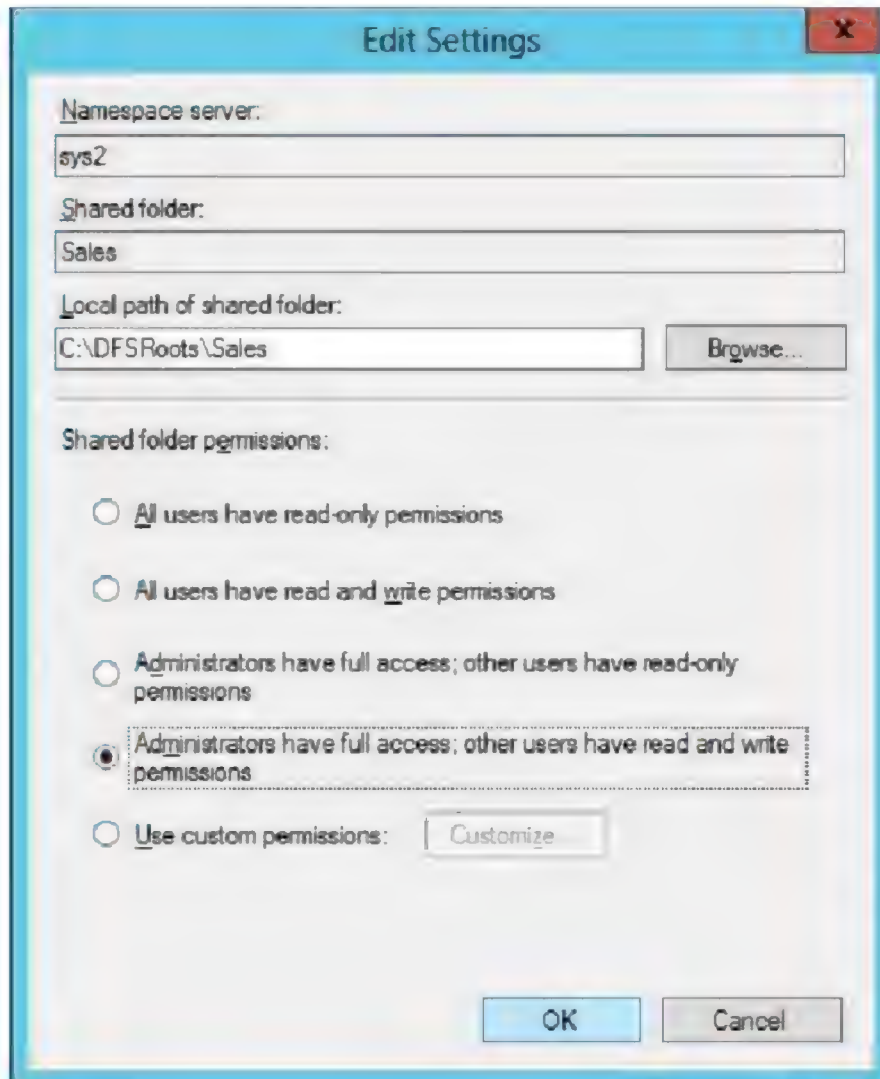 Edit Settings
x
Namespace server:
sys2
Shared folder:
Sales
Local path of shared folder:
C:\DFSRoots\Sales
Browse...
Shared folder permissions:
All users have read-only permissions
All users have read and write permissions
Administrators have full access; other users have read-only
permissions
Administrators have full access; other users have read and write
permissions
Use custom permissions:
Customize...
OK
Cancel